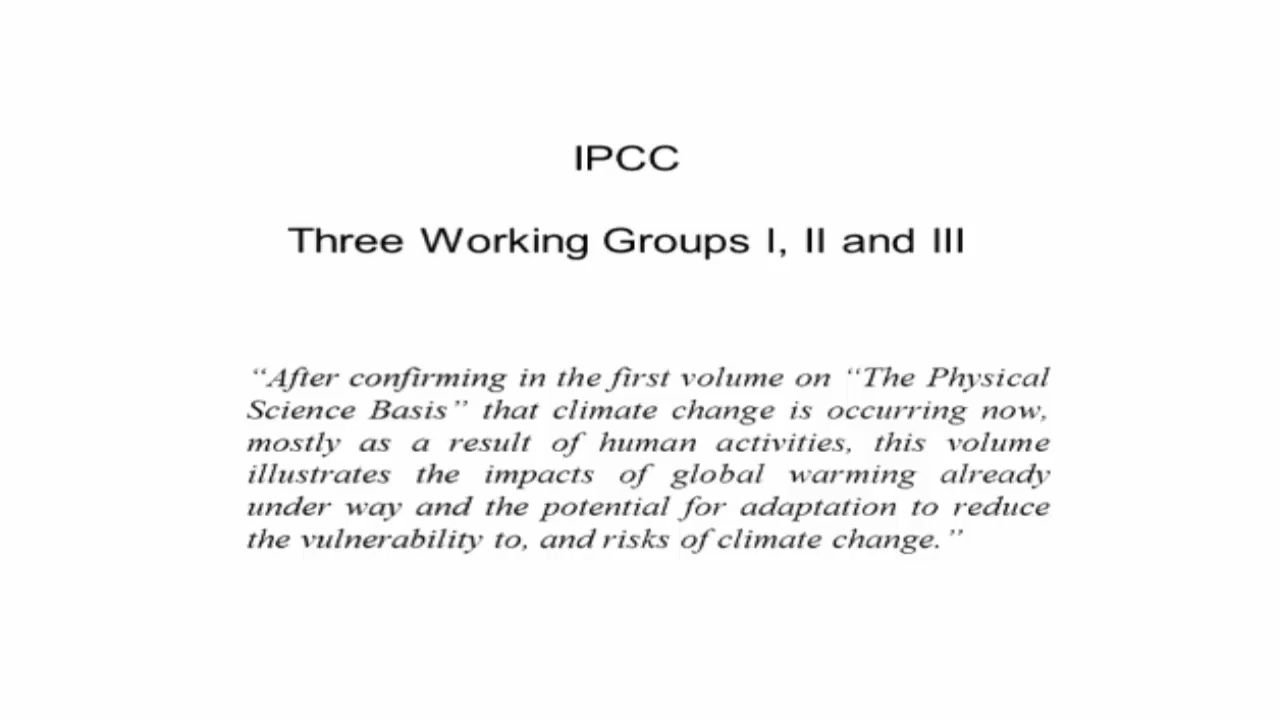 IPCC
Three Working Groups I, II and III
“After confirming in the first volume on “The Physical
Science Basis” that climate change is occurring now,
mostly as a result of human activities, this volume
illustrates the impacts of global warming already
under way and the potential for adaptation to reduce
the vulnerability to, and risks of climate change.”